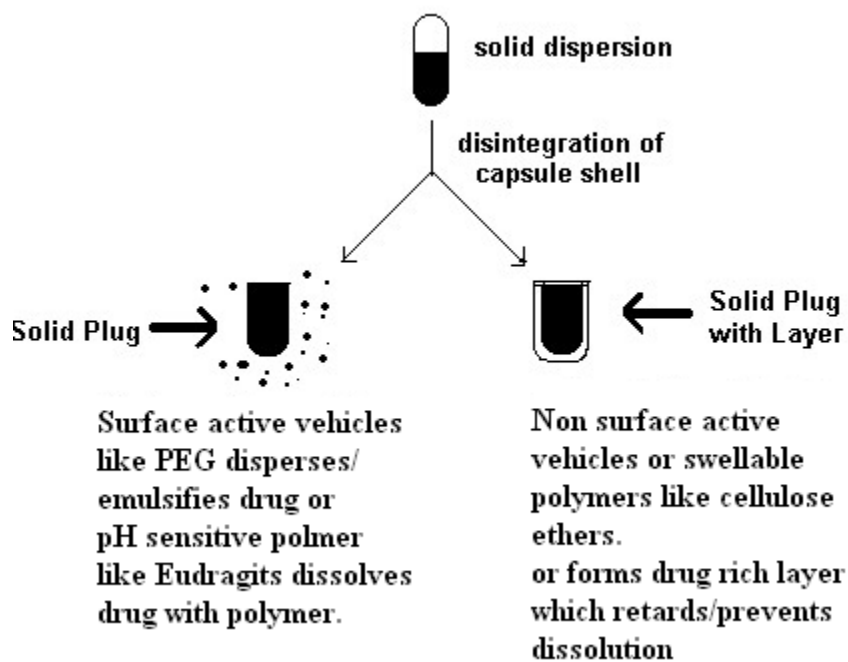 solid dispersion
disintegration of
capsule shell
Solid Plug
Solid Plug
with Layer
Surface active vehicles
like PEG disperses/
emulsifies drug or
pH sensitive polmer
like Eudragits dissolves
drug with polymer.
Non surface active
vehicles or swellable
polymers like cellulose
ethers.
or forms drug rich layer
which retards/prevents
dissolution